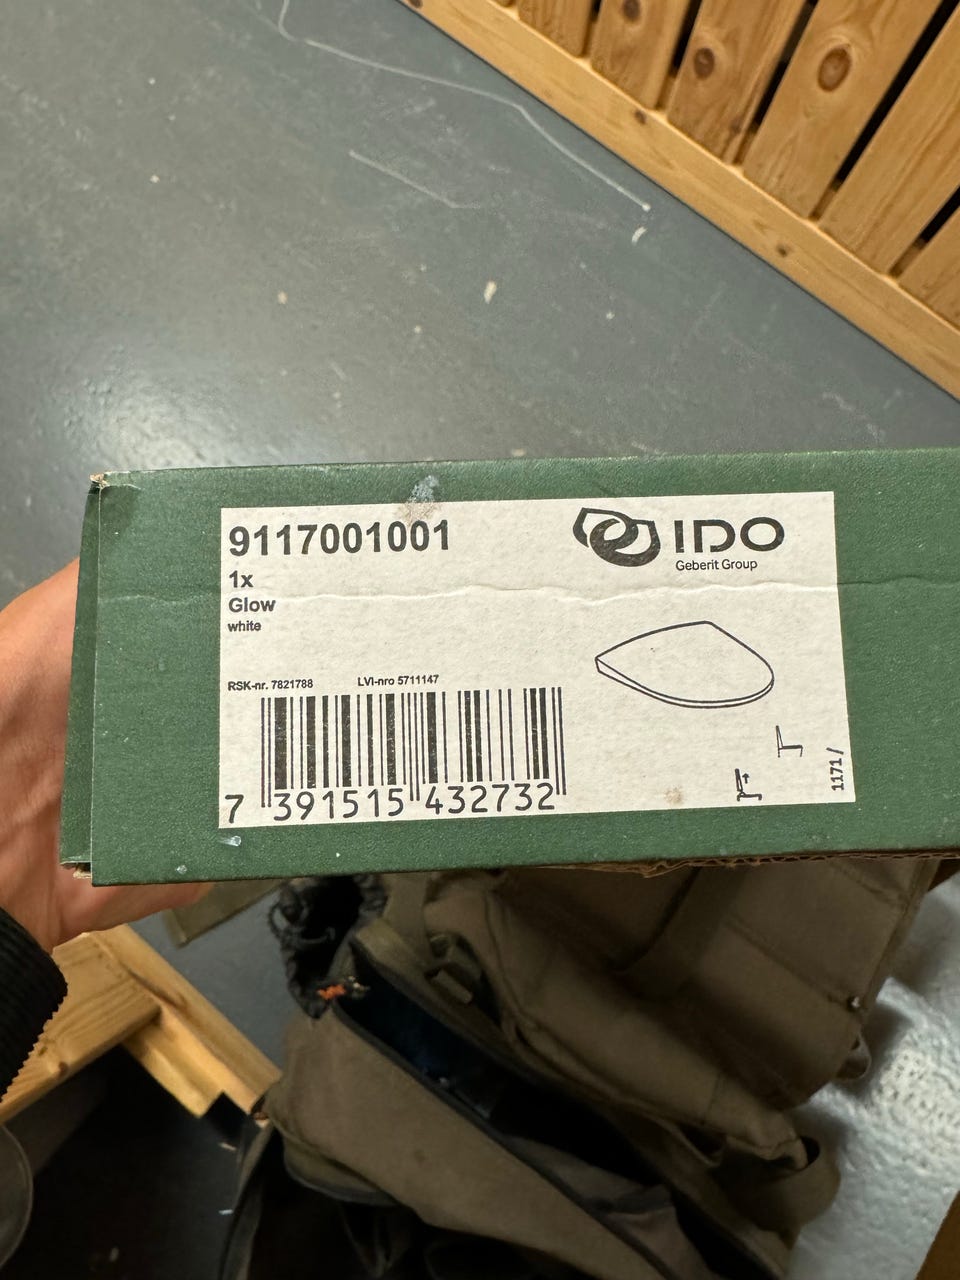 9117001001
1x
Glow
white
IDO
Geberit Group
RSK-nr. 7821788 LVI-nro 5711147
7 391515 432732
1171 /